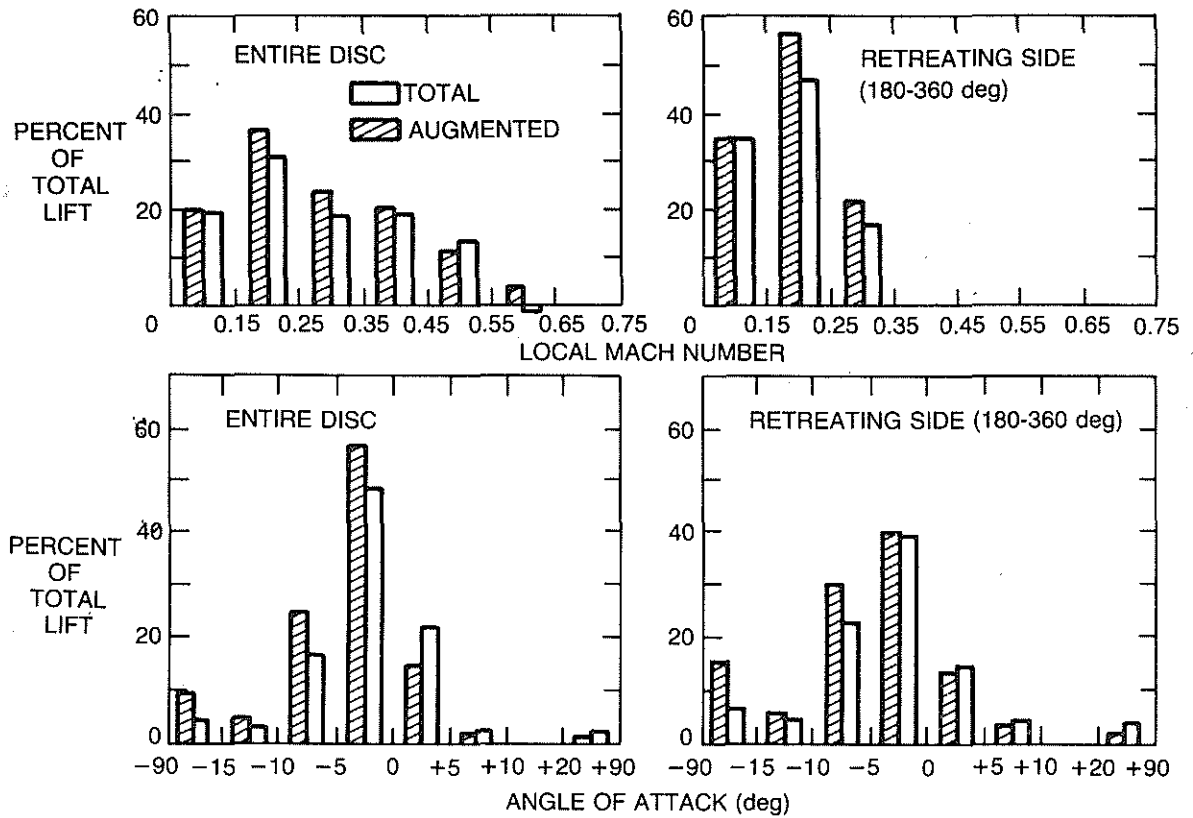 60
40
20
0
PERCENT
OF
TOTAL
LIFT
ENTIRE DISC
TOTAL
AUGMENTED
0.15 0.25 0.35 0.45 0.55 0.65 0.75
60
40
20
0
RETREATING SIDE
(180-360 deg)
0.15 0.25 0.35 0.45 0.55 0.65 0.75
LOCAL MACH NUMBER
60
40
20
0
PERCENT
OF
TOTAL
LIFT
ENTIRE DISC
−90 −15 −10 −5 0 +5 +10 +20 +90
60
40
20
0
RETREATING SIDE (180-360 deg)
−90 −15 −10 −5 0 +5 +10 +20 +90
ANGLE OF ATTACK (deg)